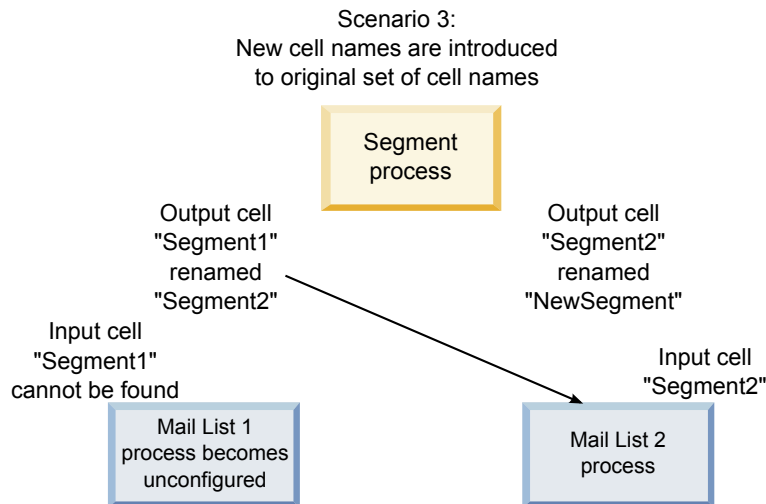 Scenario 3:
New cell names are introduced
to original set of cell names
Segment
process
Output cell
"Segment1"
renamed
"Segment2"
Output cell
"Segment2"
renamed
"NewSegment"
Input cell
"Segment1"
cannot be found
Input cell
"Segment2"
Mail List 1
process becomes
unconfigured
Mail List 2
process